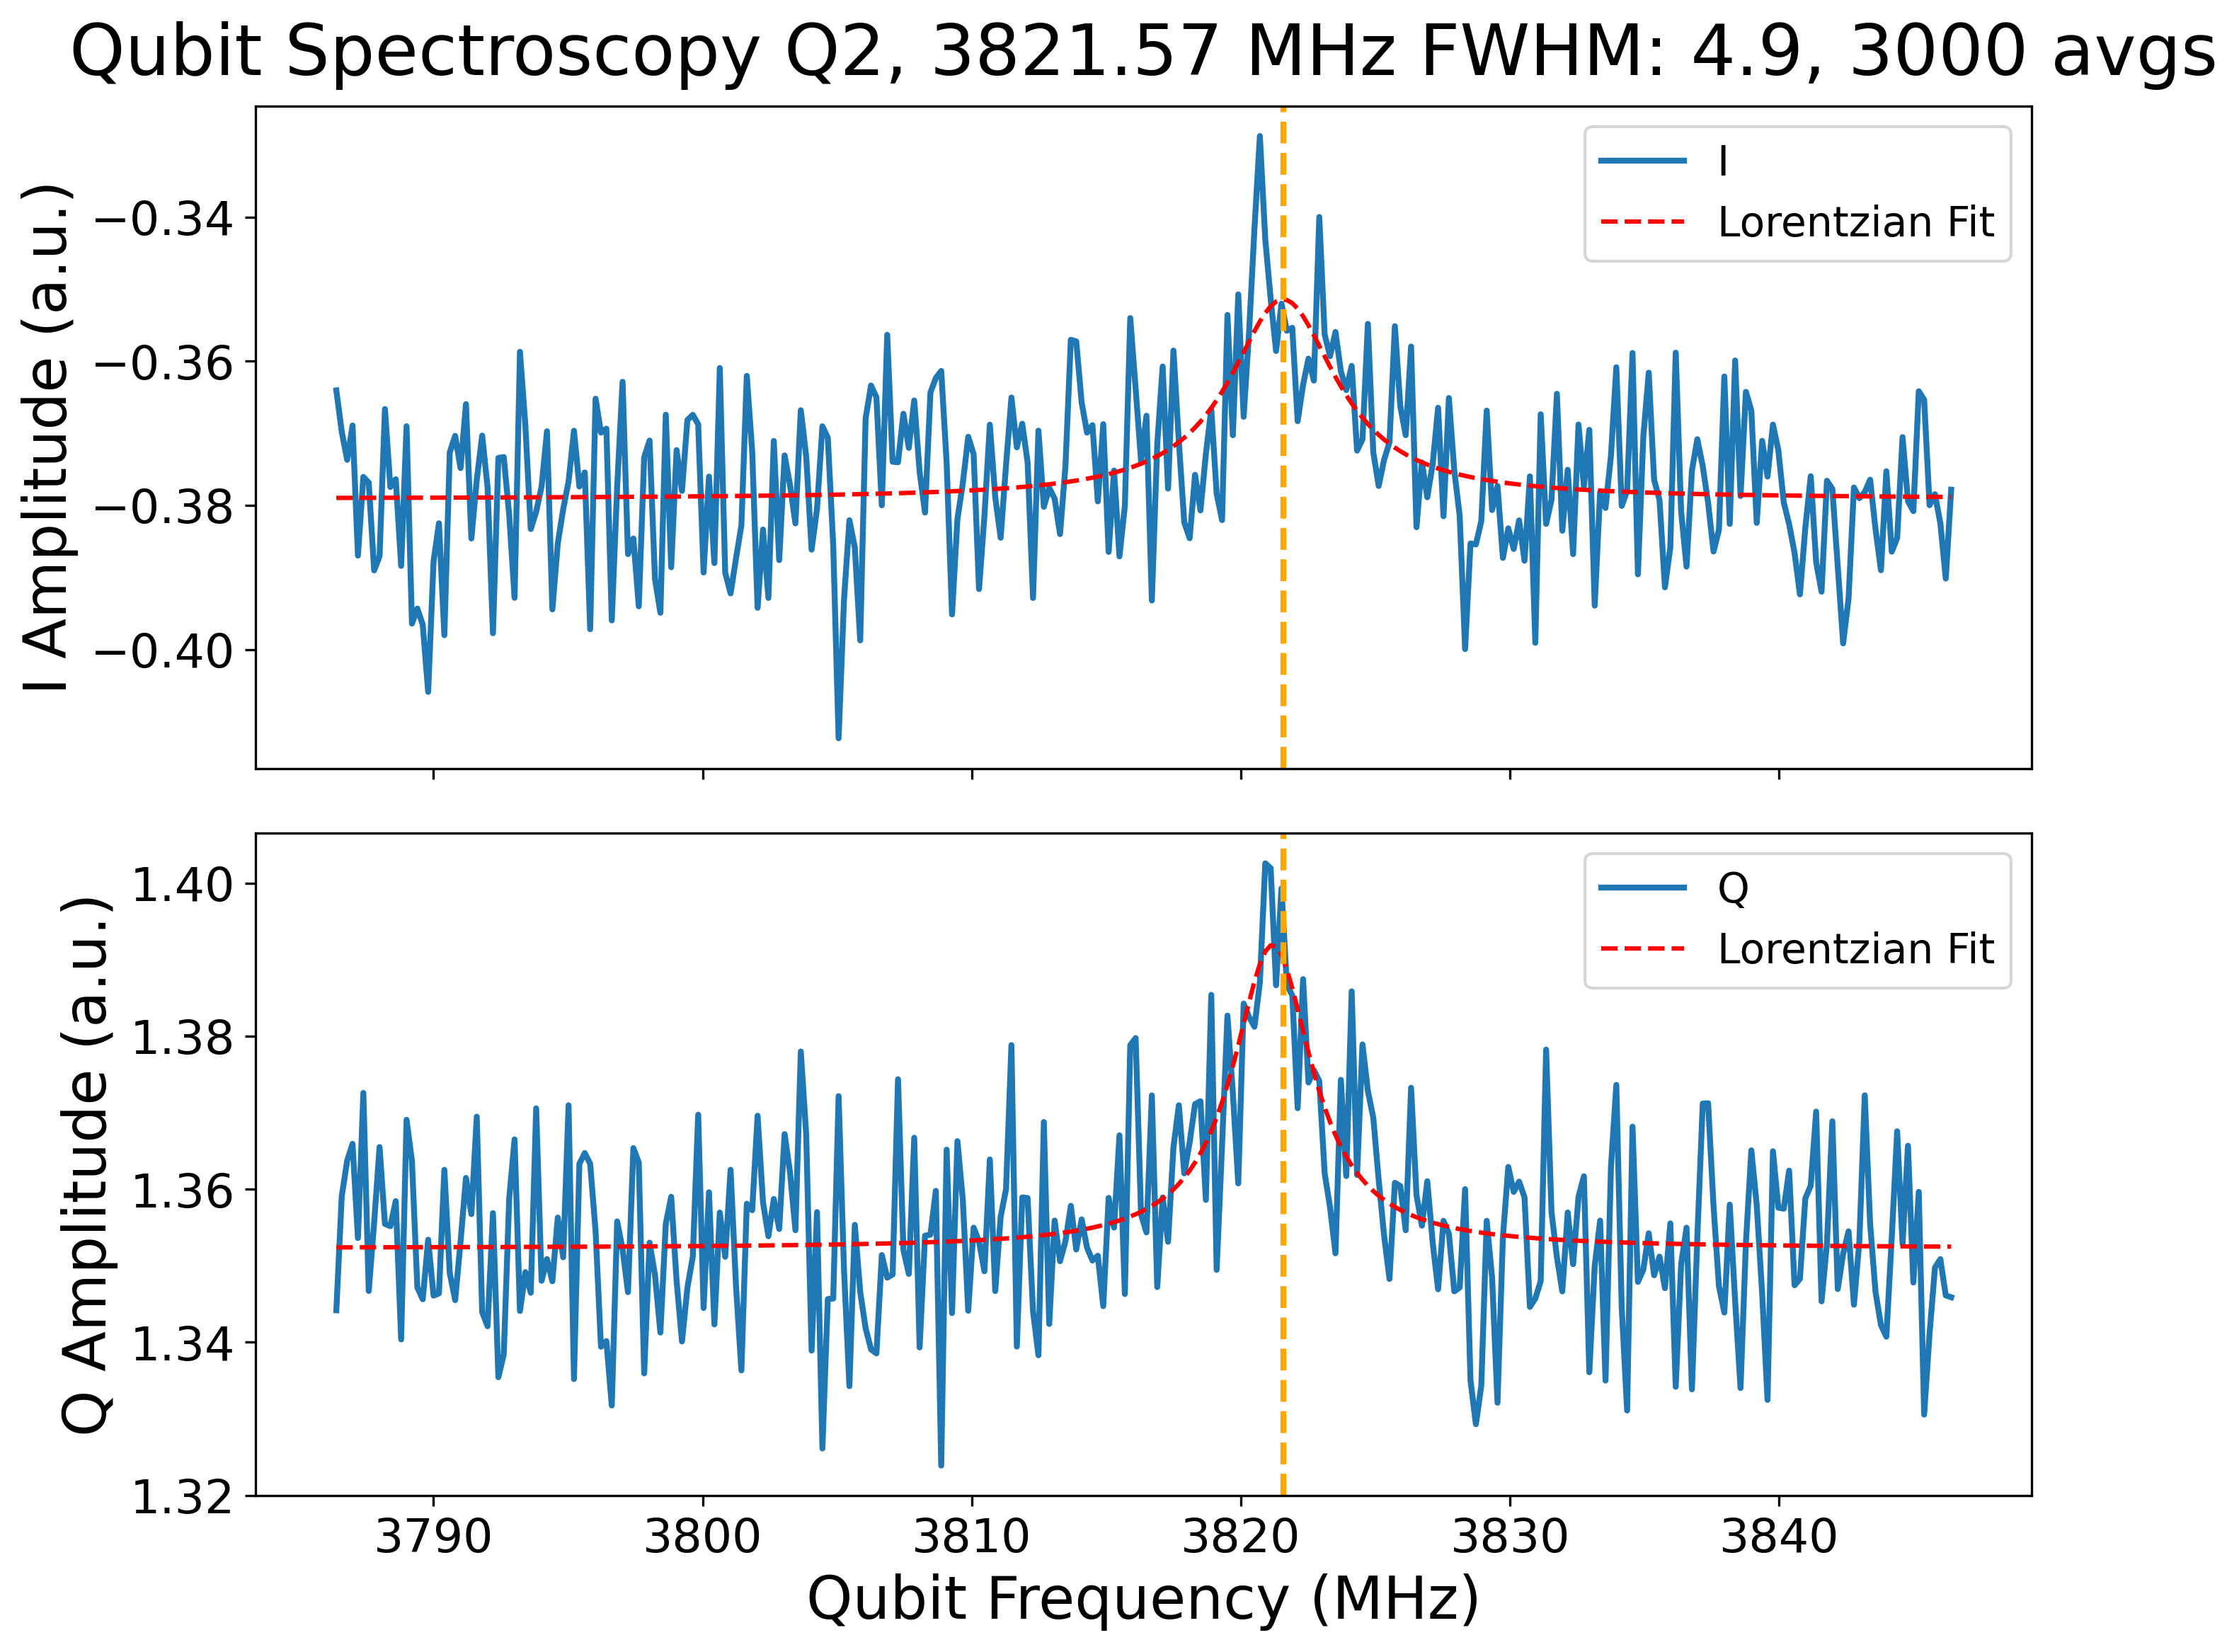 Qubit Spectroscopy Q2, 3821.57 MHz FWHM: 4.9, 3000 avgs
I Amplitude (a.u.)
−0.34
−0.36
−0.38
−0.40
I
Lorentzian Fit
Q Amplitude (a.u.)
1.40
1.38
1.36
1.34
1.32
Q
Lorentzian Fit
3790 3800 3810 3820 3830 3840
Qubit Frequency (MHz)